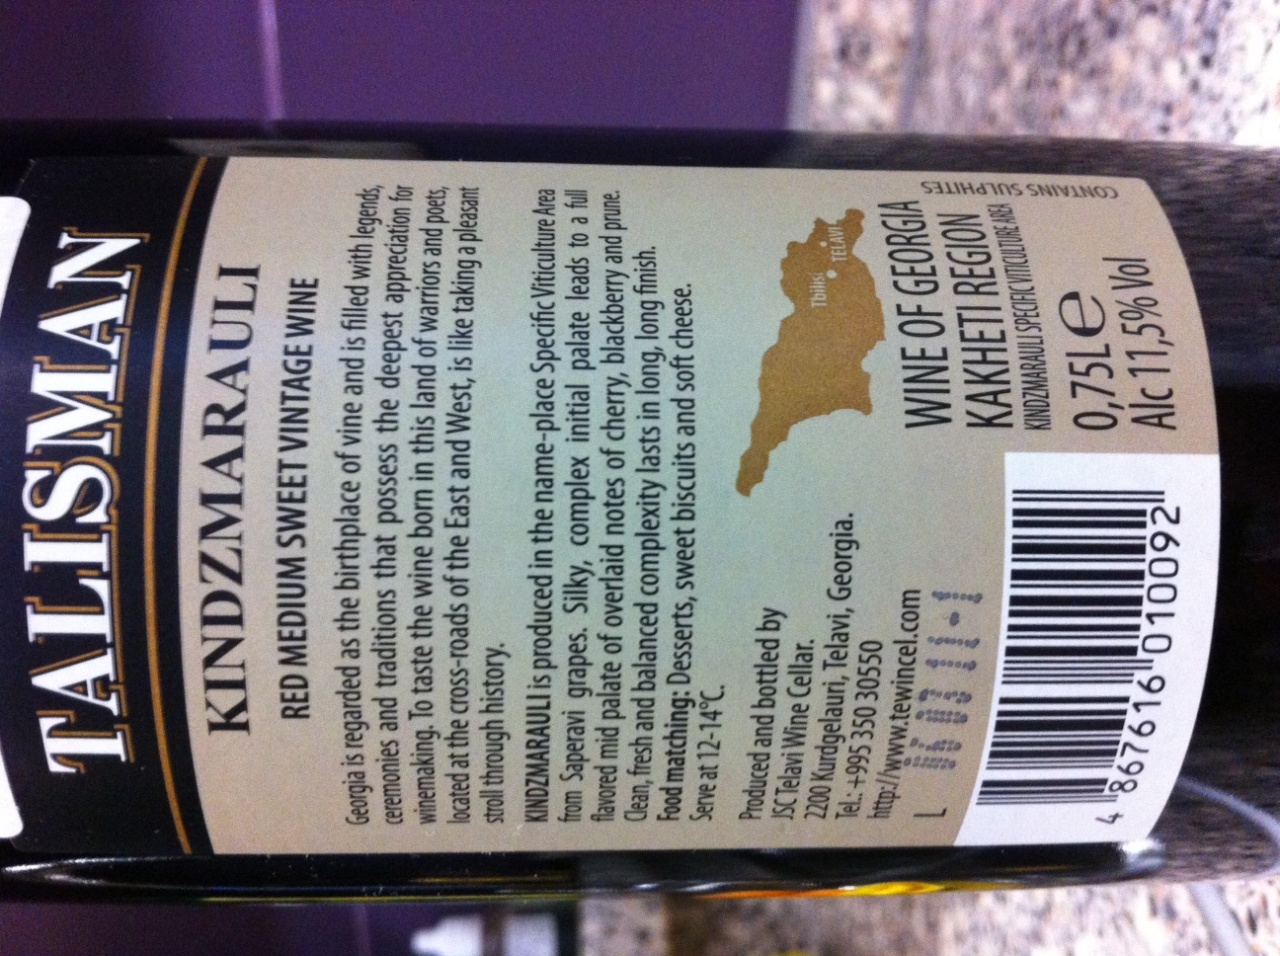 TALISMAN
KINDZMARAULI
RED MEDIUM SWEET VINTAGE WINE
Georgia is regarded as the birthplace of vine and is filled with legends,
ceremonies and traditions that possess the deepest appreciation for
winemaking. To taste the wine born in this land of warriors and poets,
located at the cross-roads of the East and West, is like taking a pleasant
stroll through history.
KINDZMARAULI is produced in the name-place Specific Viticulture Area
from Saperavi grapes. Silky, complex initial palate leads to a full
flavored mid palate of overlaid notes of cherry, blackberry and prune.
Clean, fresh and balanced complexity lasts in long, long finish.
Food matching: Desserts, sweet biscuits and soft cheese.
Serve at 12-14°C.
Produced and bottled by
JSC Telavi Wine Cellar.
2200 Kurdgelauri, Telavi, Georgia.
Tel.: +995 350 30550
http://www.tewincel.com
L
4 867616 010092
Tbilisi
TELAVI
WINE OF GEORGIA
KAKHETI REGION
KINDZMARAULI SPECIFIC VITICULTURE AREA
0,75L e
Alc 11,5% Vol
CONTAINS SULPHITES